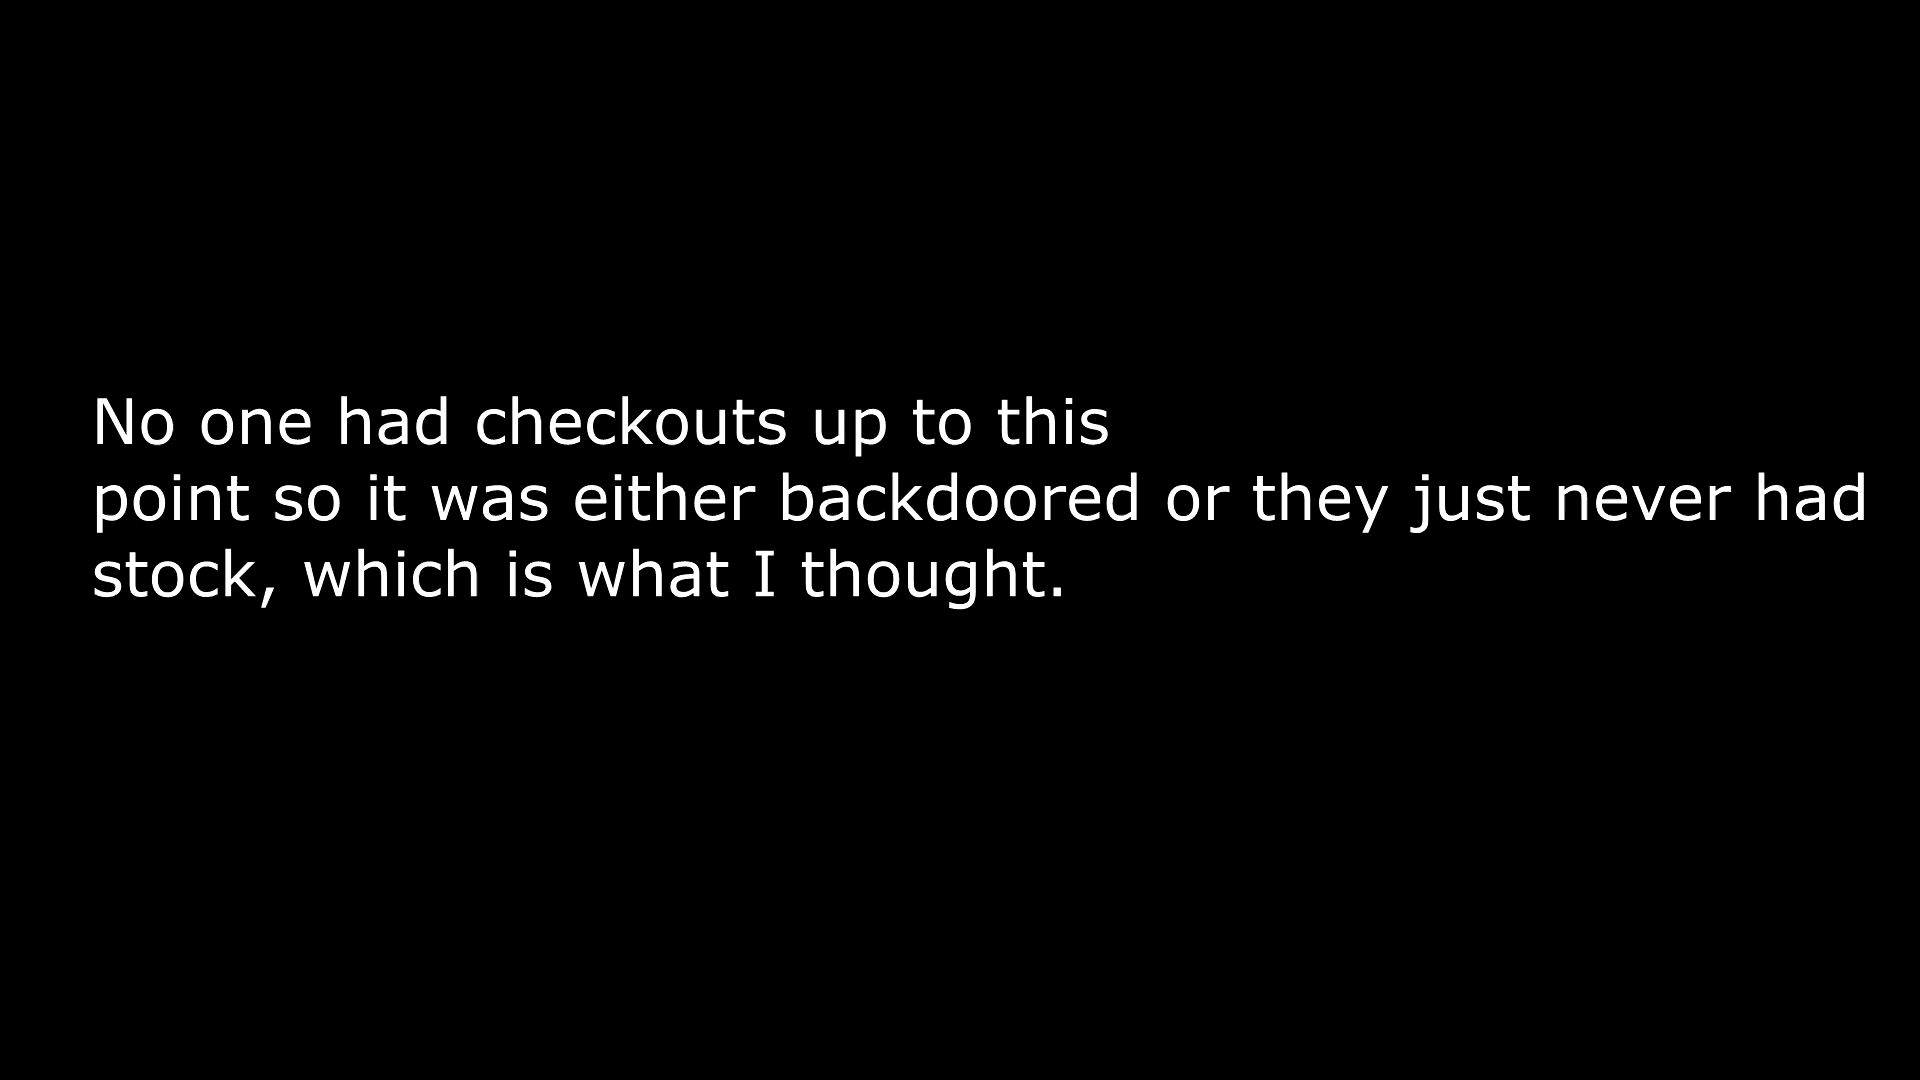 No one had checkouts up to this
point so it was either backdoored or they just never had
stock, which is what I thought.